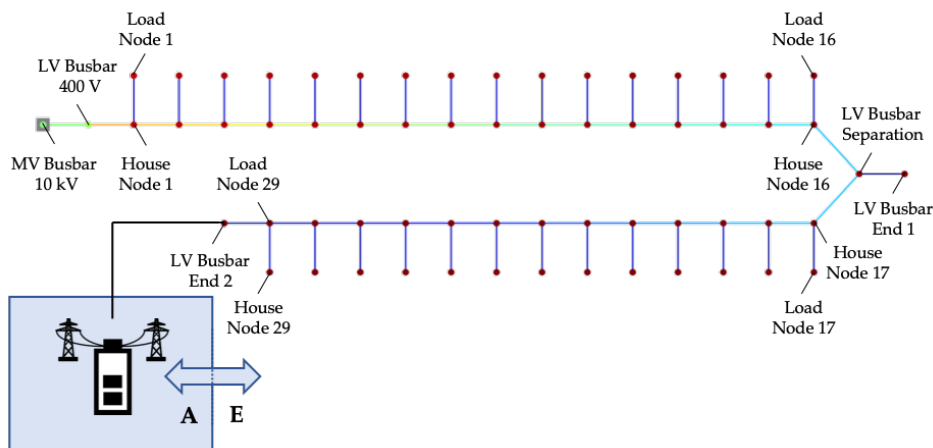 Load
Node 1
Load
Node 16
LV Busbar
400 V
LV Busbar
Separation
MV Busbar
10 kV
House
Node 1
Load
Node 29
House
Node 16
LV Busbar
End 1
LV Busbar
End 2
House
Node 17
House
Node 29
Load
Node 17
A
E